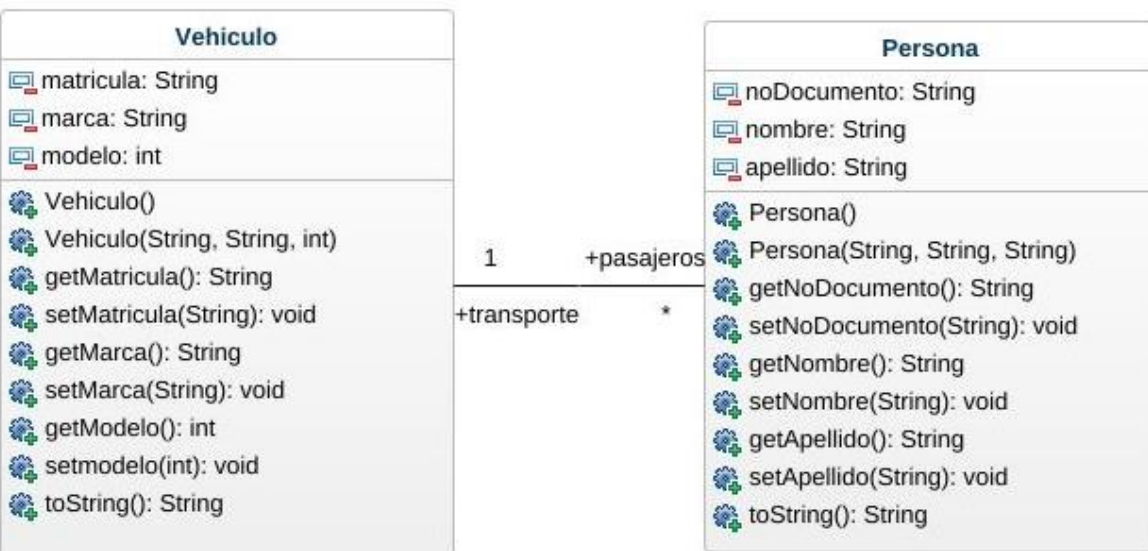 Vehiculo
matricula: String
marca: String
modelo: int
Vehiculo()
Vehiculo(String, String, int)
getMatricula(): String
setMatricula(String): void
getMarca(): String
setMarca(String): void
getModelo(): int
setmodelo(int): void
toString(): String
1
+pasajeros
+transporte
*
Persona
noDocumento: String
nombre: String
apellido: String
Persona()
Persona(String, String, String)
getNoDocumento(): String
setNoDocumento(String): void
getNombre(): String
setNombre(String): void
getApellido(): String
setApellido(String): void
toString(): String